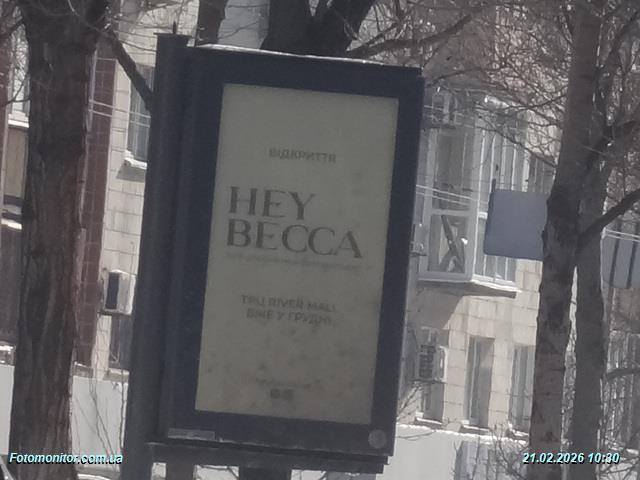 ВІДКРИТТЯ
HEY
BECCA
ТРЦ RIVER MALL
ВЖЕ У ГРУДНІ
Fotomonitor.com.ua
21.02.2026 10:30